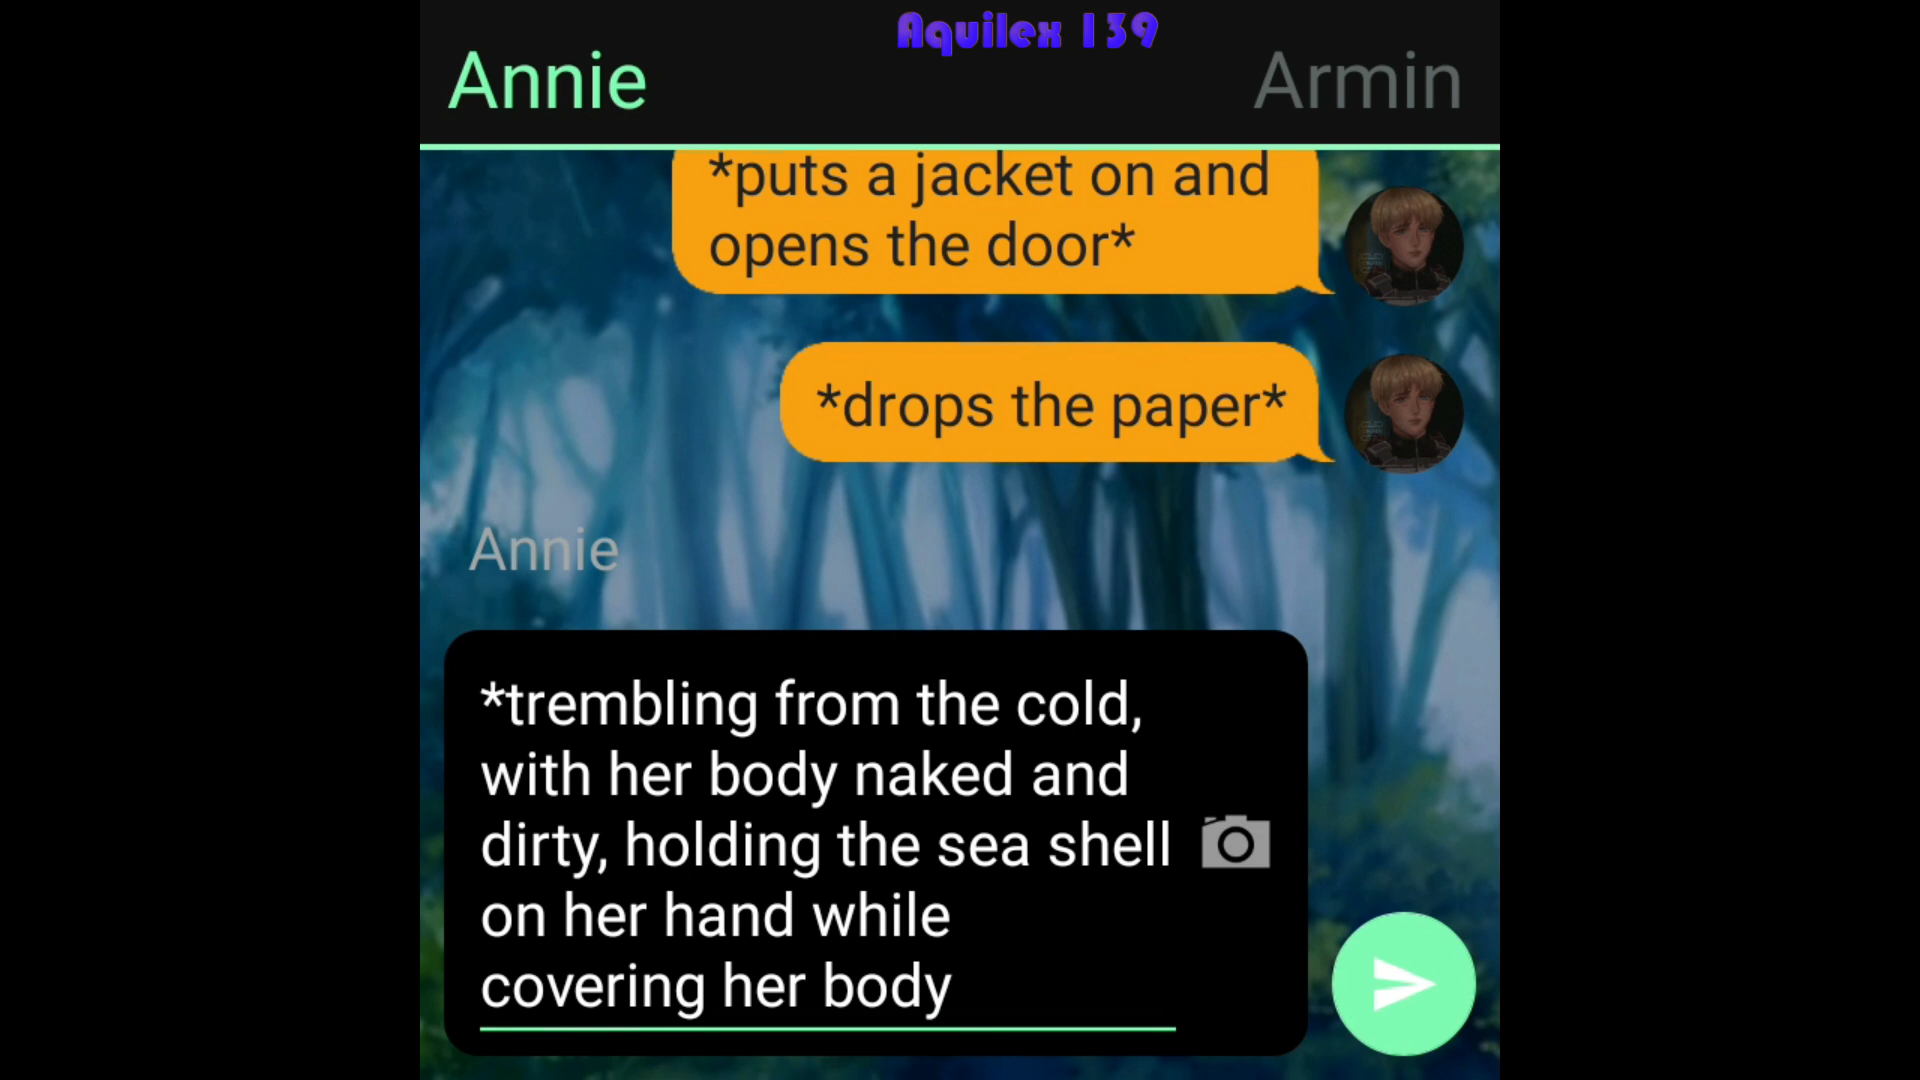 Aquilex 139
Annie
Armin
*puts a jacket on and
opens the door*
*drops the paper*
Annie
*trembling from the cold,
with her body naked and
dirty, holding the sea shell
on her hand while
covering her body